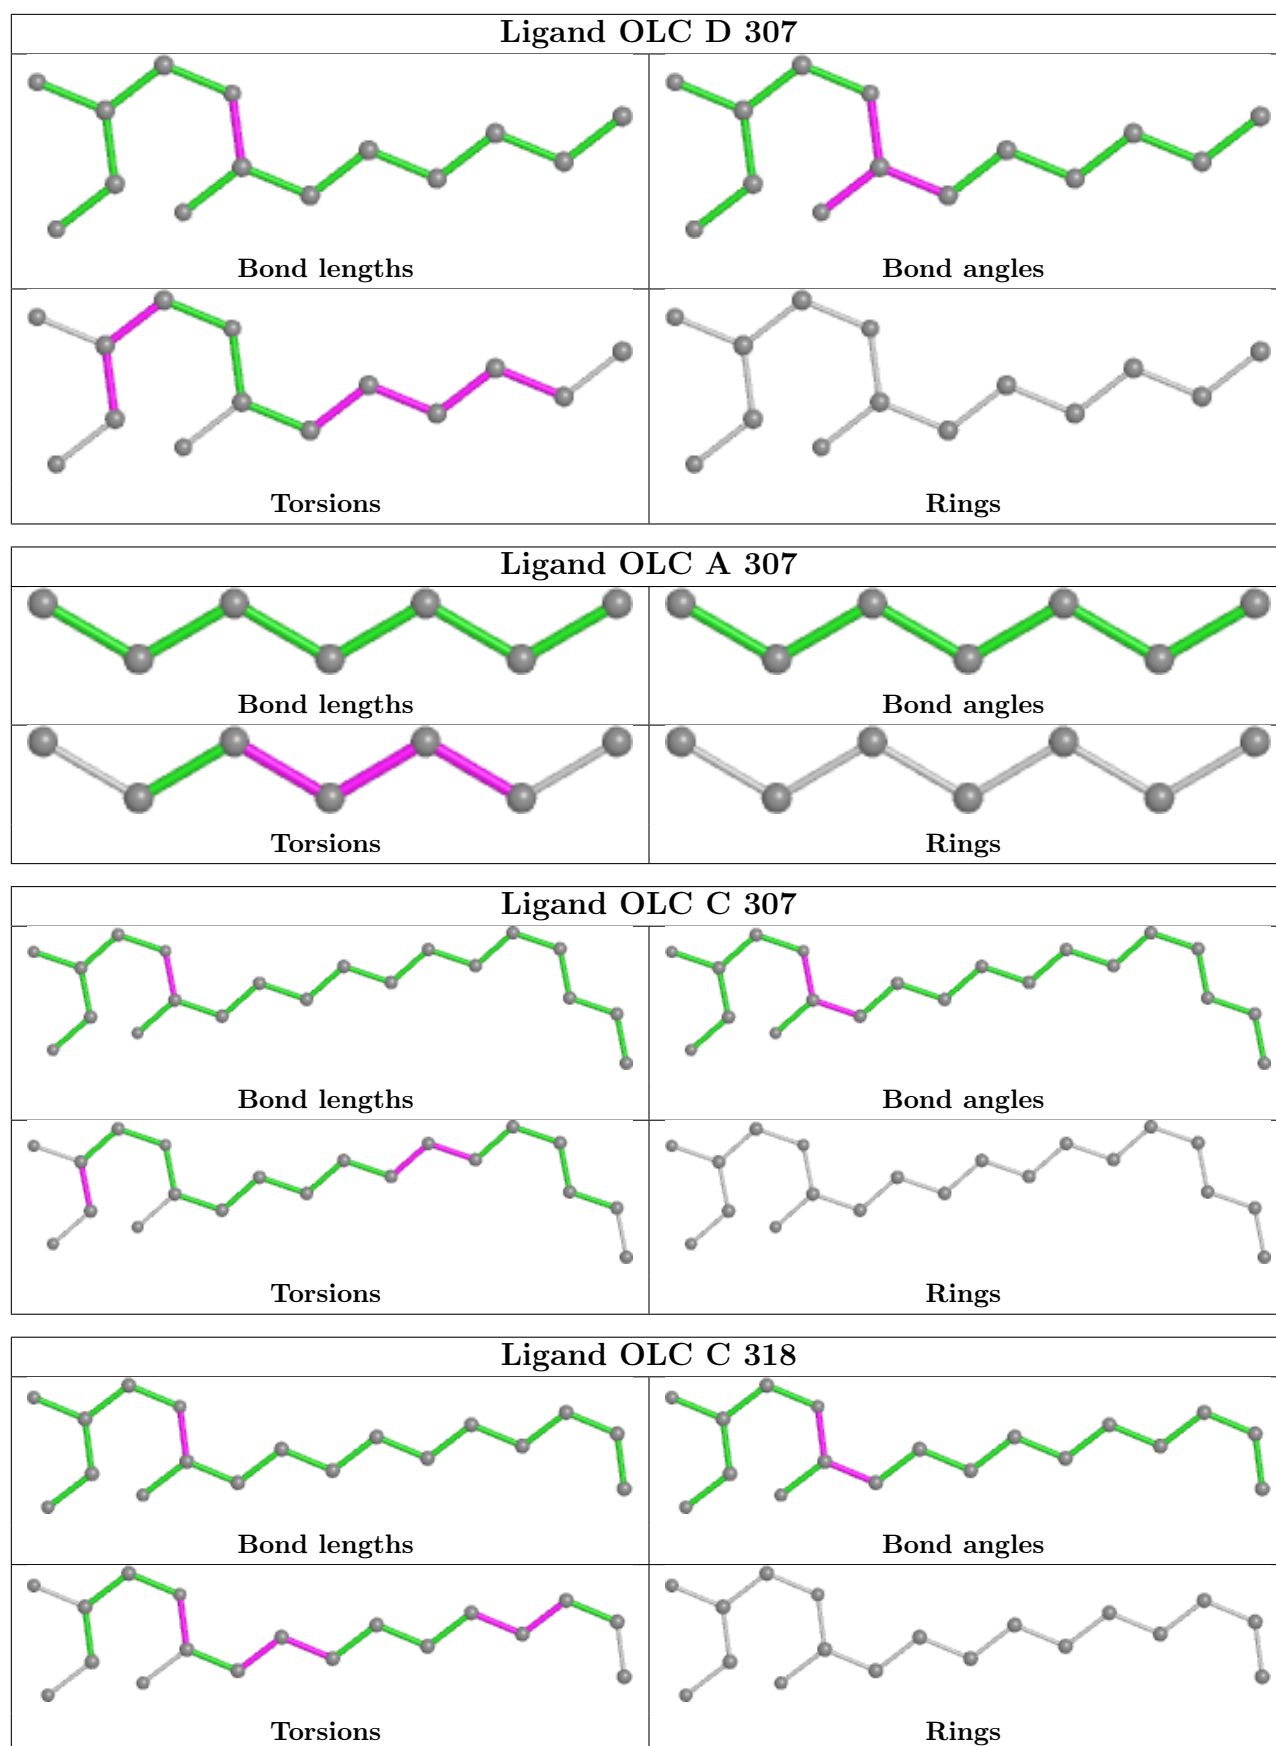 Ligand OLC D 307
Bond lengths
Bond angles
Torsions
Rings
Ligand OLC A 307
Bond lengths
Bond angles
Torsions
Rings
Ligand OLC C 307
Bond lengths
Bond angles
Torsions
Rings
Ligand OLC C 318
Bond lengths
Bond angles
Torsions
Rings